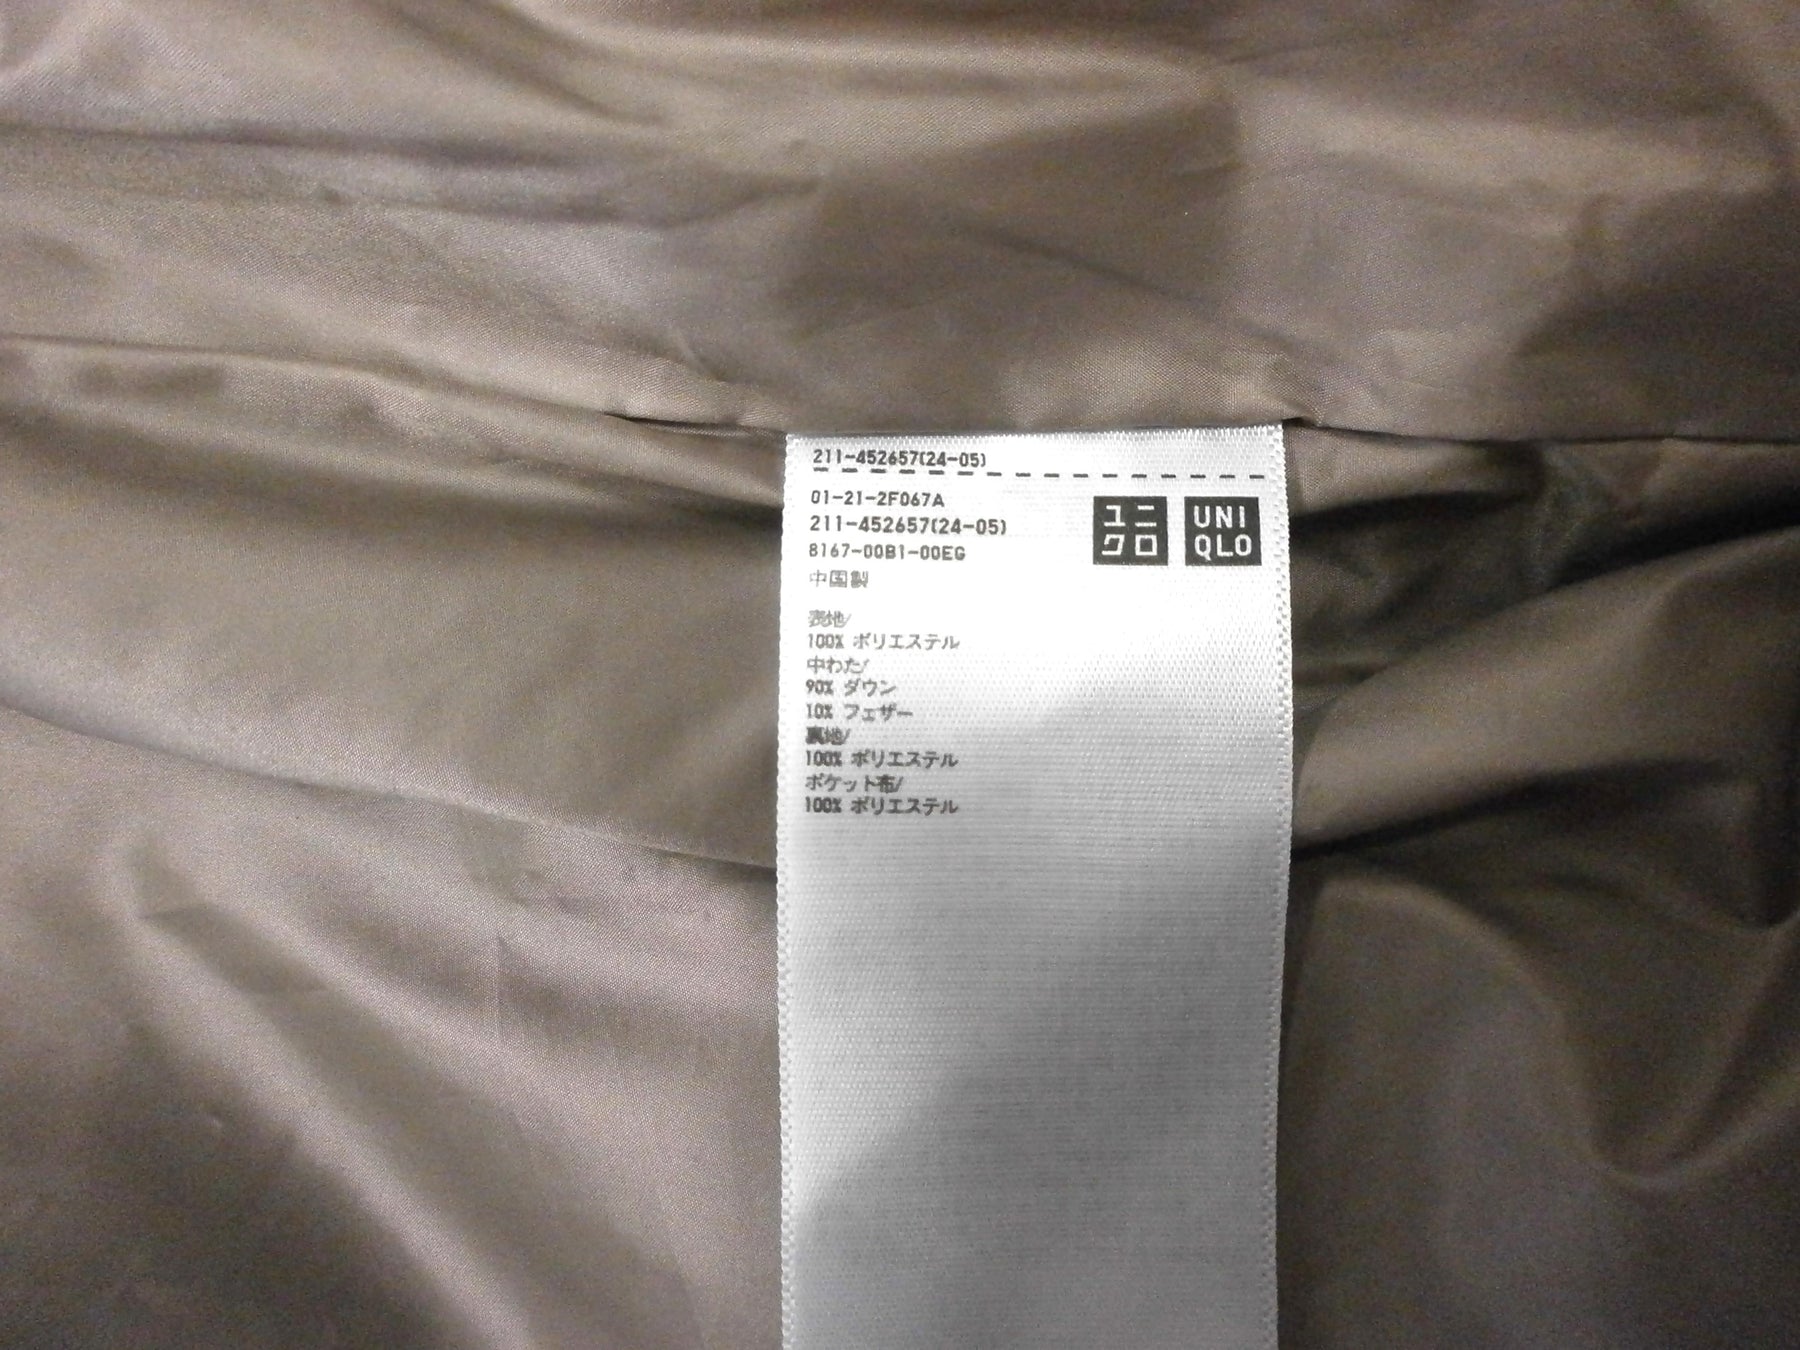 211-452657(24-05)
01-21-2F067A
211-452657(24-05)
8167-00B1-00EG
中国製
ユニ
クロ
UNI
QLO
表地/
100% ポリエステル
中わた/
90% ダウン
10% フェザー
裏地/
100% ポリエステル
ポケット布/
100% ポリエステル